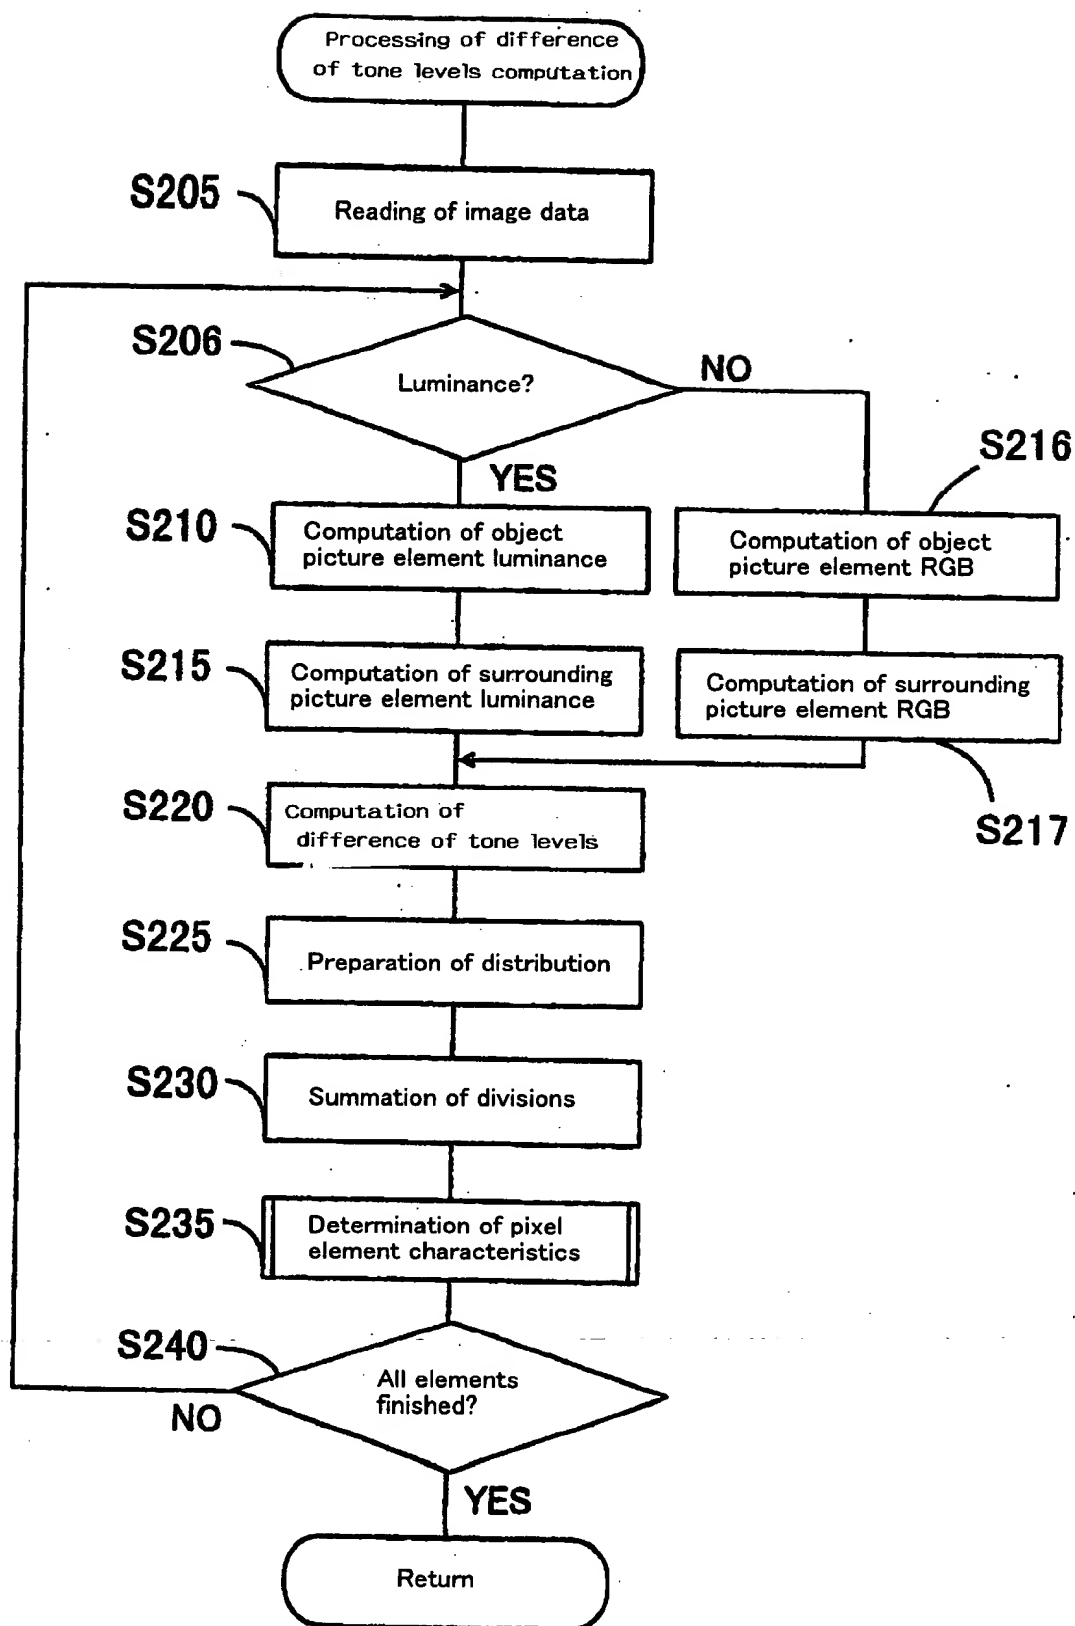 Processing of difference
of tone levels computation
S205
Reading of image data
S206
Luminance?
NO
YES
S216
S210
Computation of object
picture element luminance
Computation of object
picture element RGB
S215
Computation of surrounding
picture element luminance
Computation of surrounding
picture element RGB
S217
S220
Computation of
difference of tone levels
S225
Preparation of distribution
S230
Summation of divisions
S235
Determination of pixel
element characteristics
S240
All elements
finished?
NO
YES
Return